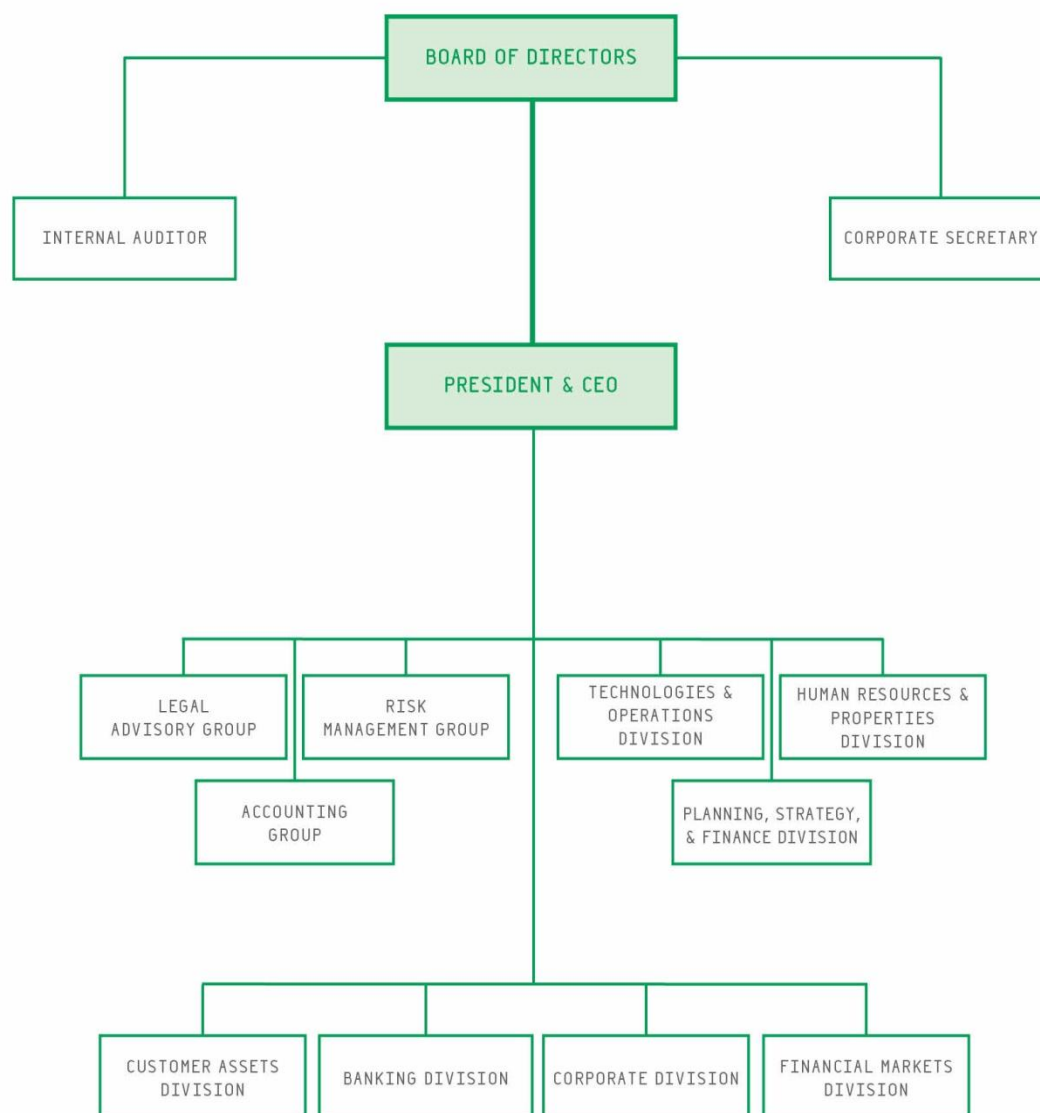 BOARD OF DIRECTORS
INTERNAL AUDITOR
CORPORATE SECRETARY
PRESIDENT & CEO
LEGAL
ADVISORY GROUP
RISK
MANAGEMENT GROUP
TECHNOLOGIES &
OPERATIONS
DIVISION
HUMAN RESOURCES &
PROPERTIES
DIVISION
ACCOUNTING
GROUP
PLANNING, STRATEGY,
& FINANCE DIVISION
CUSTOMER ASSETS
DIVISION
BANKING DIVISION
CORPORATE DIVISION
FINANCIAL MARKETS
DIVISION